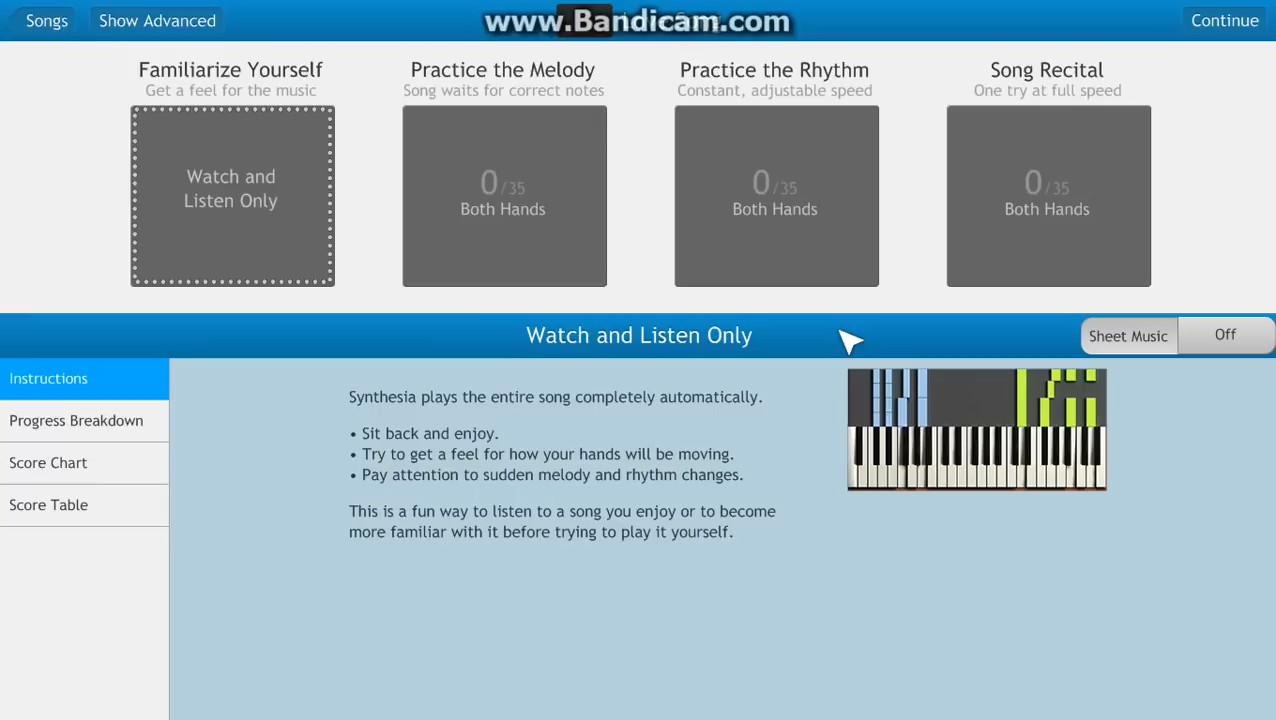 Songs
Show Advanced
www.Bandicam.com
Continue
Familiarize Yourself
Get a feel for the music
Practice the Melody
Song waits for correct notes
Practice the Rhythm
Constant, adjustable speed
Song Recital
One try at full speed
Watch and
Listen Only
0/35
Both Hands
0/35
Both Hands
0/35
Both Hands
Watch and Listen Only
Sheet Music
Off
Instructions
Progress Breakdown
Score Chart
Score Table
Synthesia plays the entire song completely automatically.
• Sit back and enjoy.
• Try to get a feel for how your hands will be moving.
• Pay attention to sudden melody and rhythm changes.
This is a fun way to listen to a song you enjoy or to become
more familiar with it before trying to play it yourself.